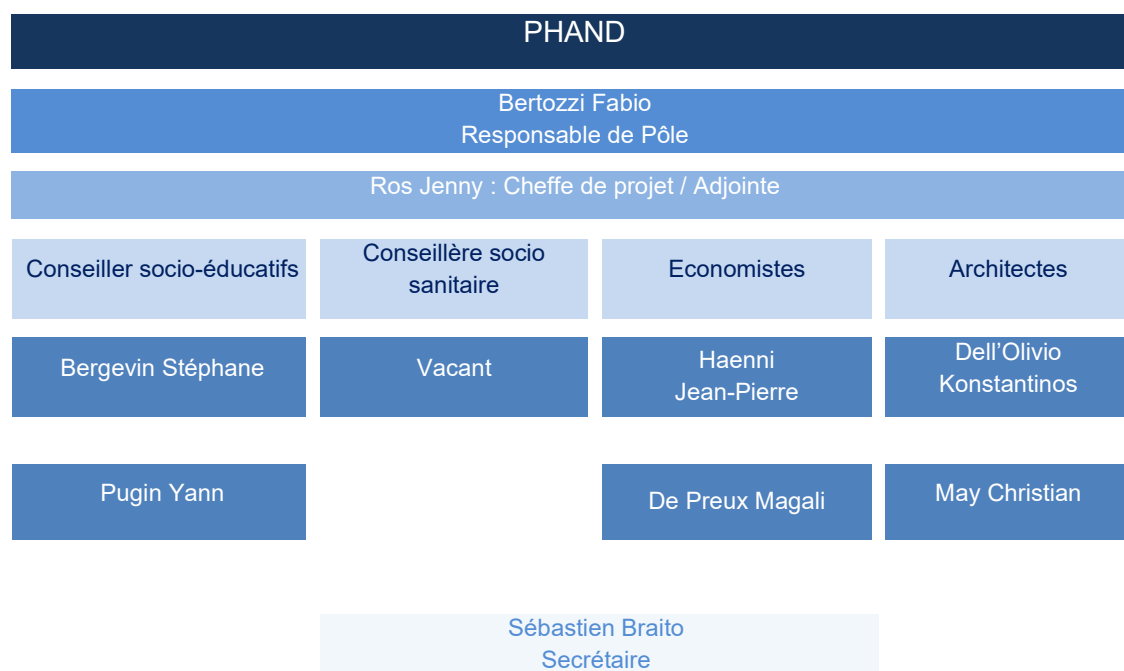 PHAND
Bertozzi Fabio
Responsable de Pôle
Ros Jenny : Cheffe de projet / Adjointe
Conseiller socio-éducatifs
Conseillère socio
sanitaire
Economistes
Architectes
Bergevin Stéphane
Vacant
Haenni
Jean-Pierre
Dell’Olivio
Konstantinos
Pugin Yann
De Preux Magali
May Christian
Sébastien Braito
Secrétaire